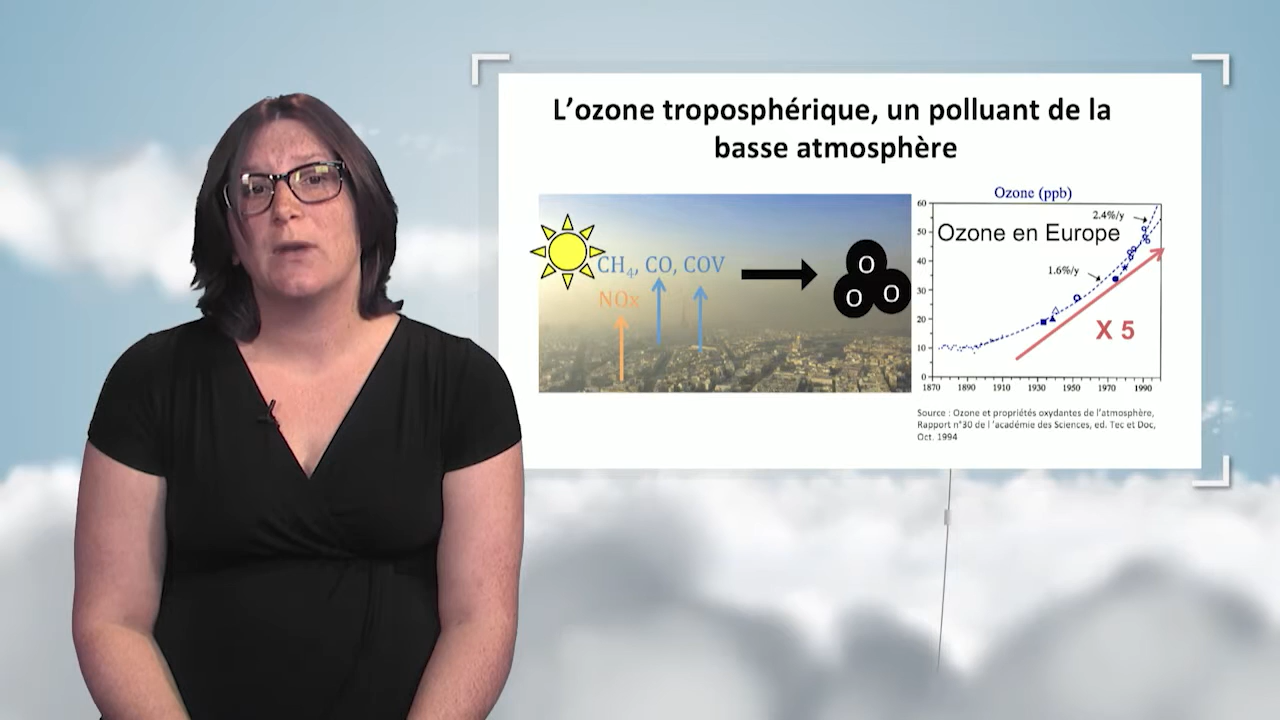 L’ozone troposphérique, un polluant de la
basse atmosphère
CH₄, CO, COV
NOx
O
O
O
Ozone (ppb)
Ozone en Europe
2.4%/y
1.6%/y
X 5
60
50
40
30
20
10
0
1870 1890 1910 1930 1950 1970 1990
Source : Ozone et propriétés oxydantes de l’atmosphère,
Rapport n°30 de l ’académie des Sciences, ed. Tec et Doc,
Oct. 1994